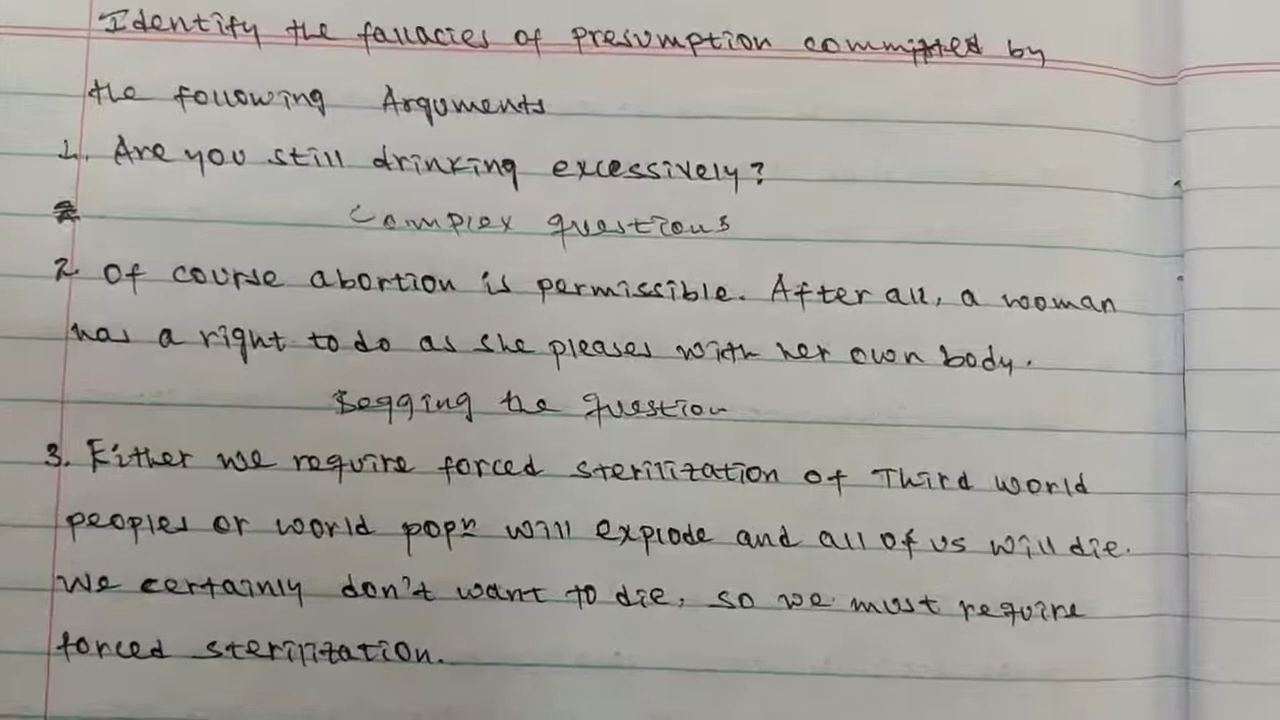 Identify the fallacies of presumption committed by
the following Arguments
1. Are you still drinking excessively?
Complex questions
2. Of course abortion is permissible. After all, a woman
has a right to do as she pleases with her own body.
Begging the question
3. Either we require forced sterilization of Third world
peoples or world popn will explode and all of us will die.
We certainly don't want to die, so we must require
forced sterilization.